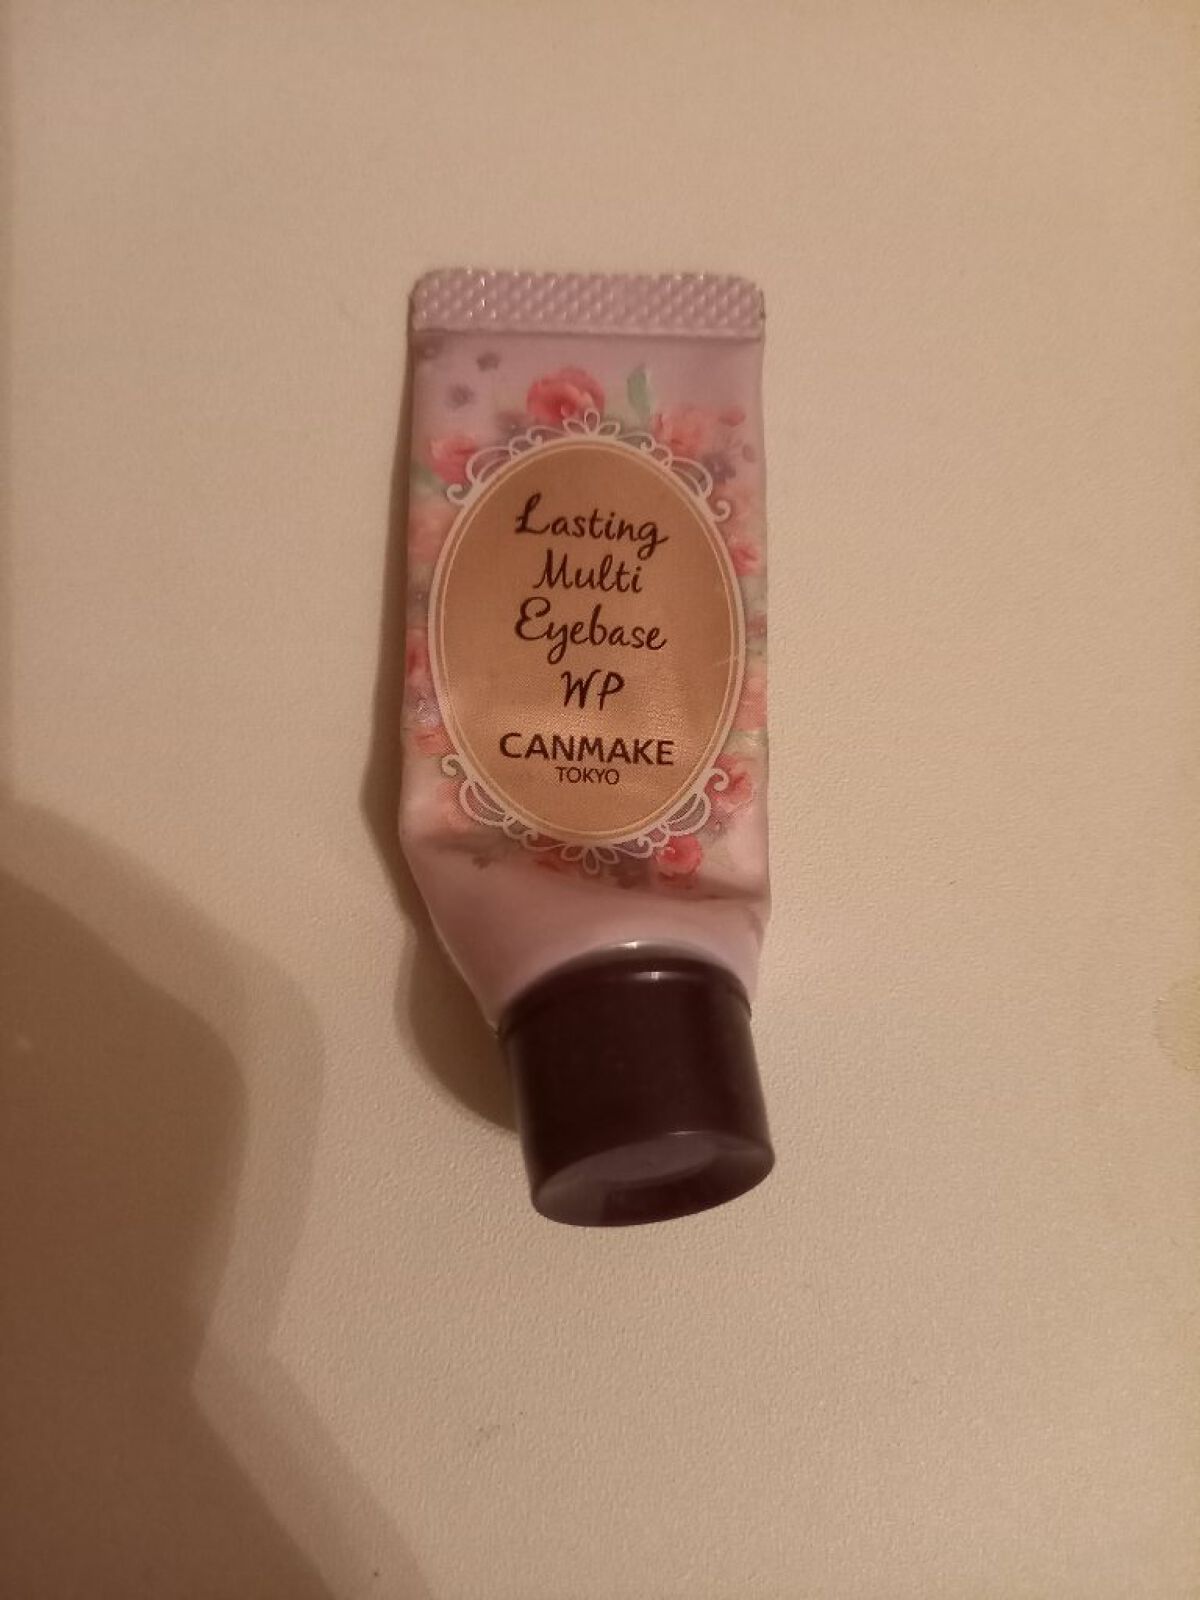 Lasting
Multi
Eyebase
WP
CANMAKE
TOKYO